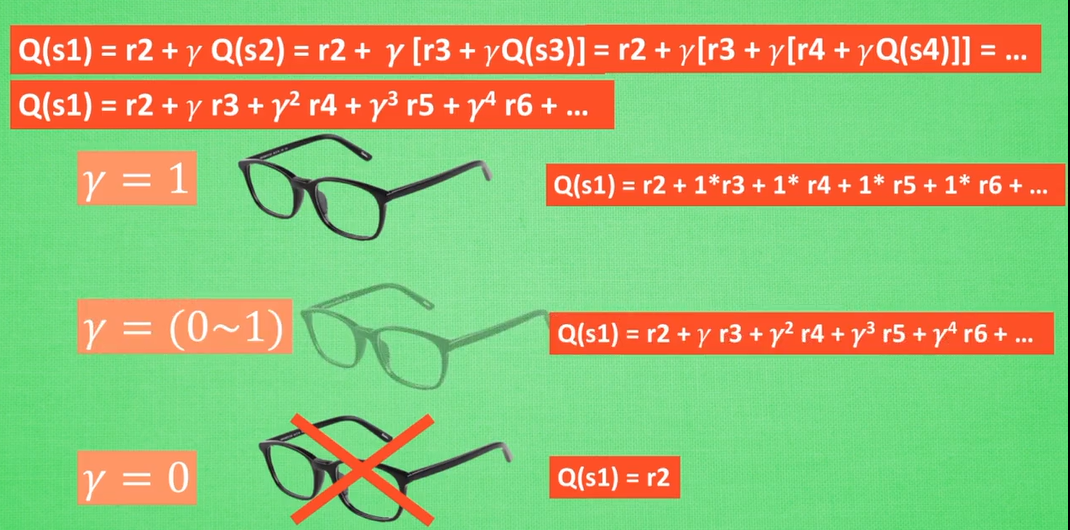 Q(s1) = r2 + γ Q(s2) = r2 + γ [r3 + γQ(s3)] = r2 + γ[r3 + γ[r4 + γQ(s4)]] = ...
Q(s1) = r2 + γ r3 + γ² r4 + γ³ r5 + γ⁴ r6 + ...
γ = 1
Q(s1) = r2 + 1*r3 + 1* r4 + 1* r5 + 1* r6 + ...
γ = (0~1)
Q(s1) = r2 + γ r3 + γ² r4 + γ³ r5 + γ⁴ r6 + ...
γ = 0
Q(s1) = r2